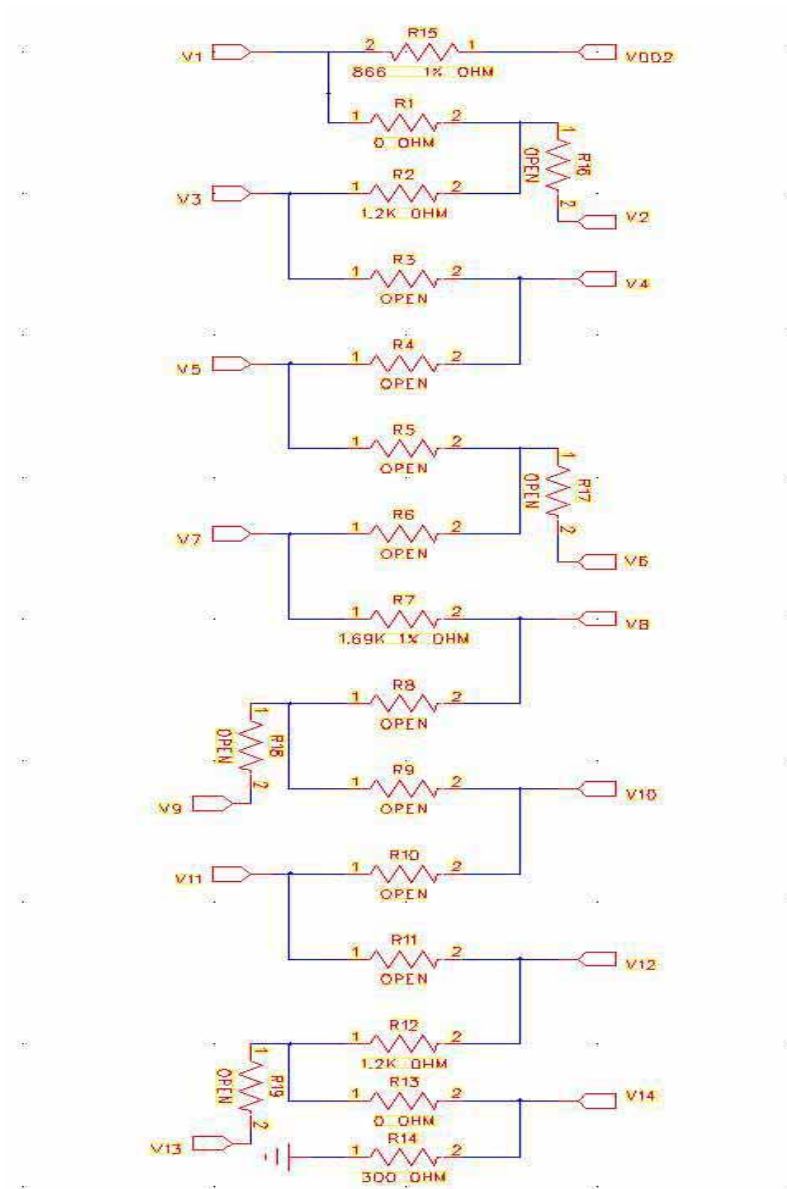 R15
V1 2 1 VDD2
866 1% OHM
R1
1 2
0 OHM
1
R16
OPEN
2
V2
R2
V3 1 2
1.2K OHM
R3
1 2 V4
OPEN
R4
V5 1 2
OPEN
R5
1 2
OPEN
1
R17
OPEN
2
V6
R6
V7 1 2
OPEN
R7
1 2 V8
1.69K 1% OHM
R8
1 2
OPEN
1
R18
OPEN
2
V9
R9
1 2 V10
OPEN
R10
V11 1 2
OPEN
R11
1 2 V12
OPEN
R12
1 2
1.2K OHM
1
R19
OPEN
2
V13
R13
1 2 V14
0 OHM
R14
1 2
300 OHM